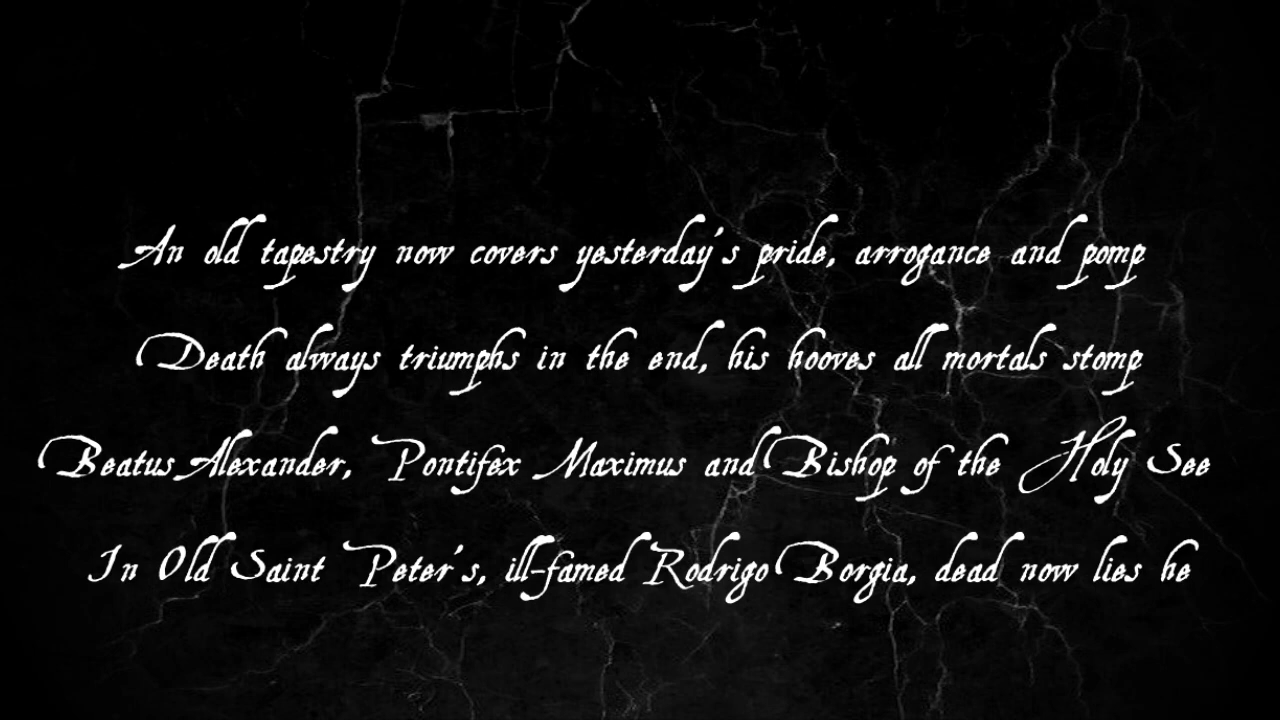 An old tapestry now covers yesterday's pride, arrogance and pomp
Death always triumphs in the end, his hooves all mortals stomp
Beatus Alexander, Pontifex Maximus and Bishop of the Holy See
In Old Saint Peter's, ill-famed Rodrigo Borgia, dead now lies he